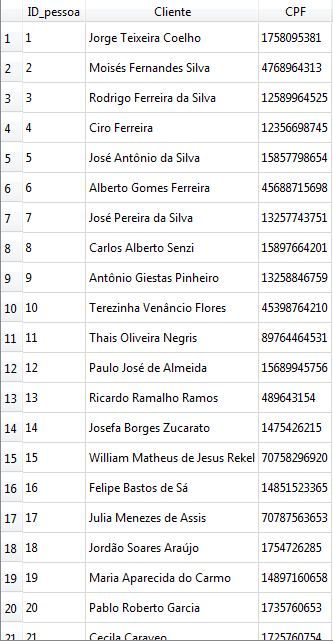 ID_pessoa Cliente CPF
1 1 Jorge Teixeira Coelho 1758095381
2 2 Moisés Fernandes Silva 4768964313
3 3 Rodrigo Ferreira da Silva 12589964525
4 4 Ciro Ferreira 12356698745
5 5 José Antônio da Silva 15857798654
6 6 Alberto Gomes Ferreira 45688715698
7 7 José Pereira da Silva 13257743751
8 8 Carlos Alberto Senzi 15897664201
9 9 Antônio Giestas Pinheiro 13258846759
10 10 Terezinha Venâncio Flores 45398764210
11 11 Thais Oliveira Negris 89764464531
12 12 Paulo José de Almeida 15689945756
13 13 Ricardo Ramalho Ramos 489643154
14 14 Josefa Borges Zucarato 1475426215
15 15 William Matheus de Jesus Rekel 70758296920
16 16 Felipe Bastos de Sá 14851523365
17 17 Julia Menezes de Assis 70787563653
18 18 Jordão Soares Araújo 1754726285
19 19 Maria Aparecida do Carmo 14897160658
20 20 Pablo Roberto Garcia 1735760653
21 21 Cecila Caraveo 1725760754